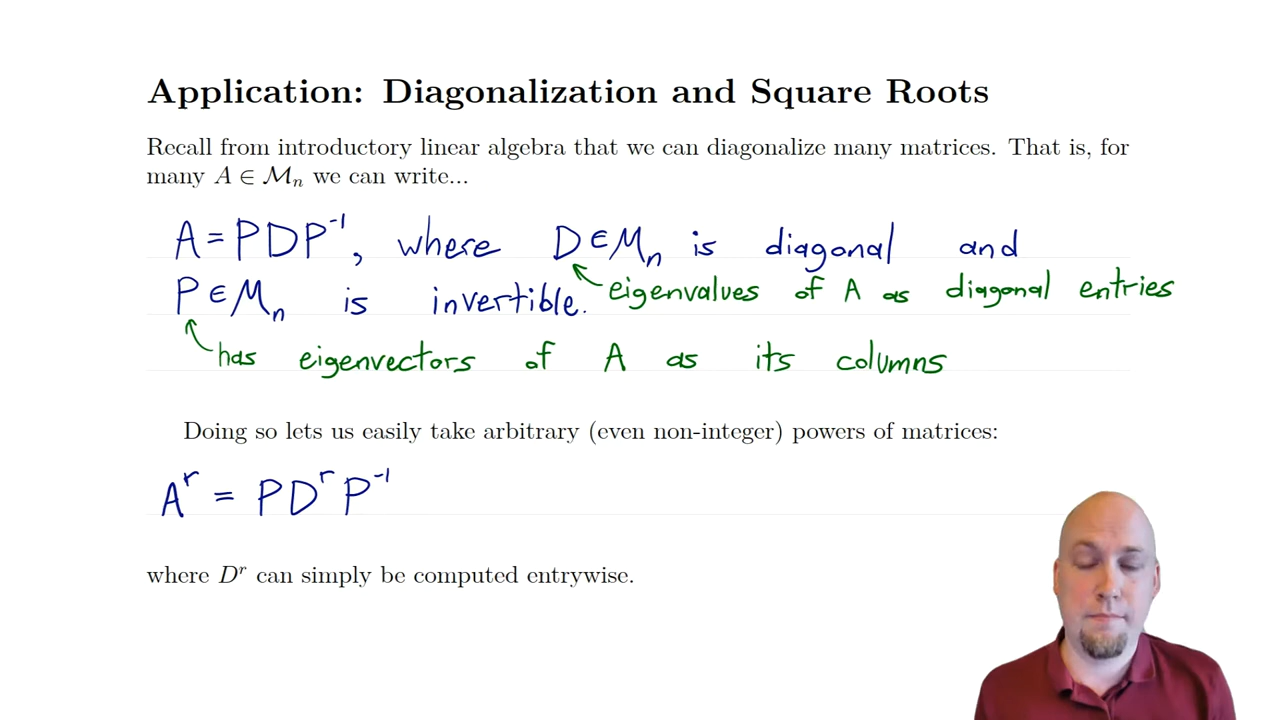 Application: Diagonalization and Square Roots
Recall from introductory linear algebra that we can diagonalize many matrices. That is, for
many A ∈ ℳₙ we can write...
A = PDP⁻¹, where D ∈ ℳₙ is diagonal and
P ∈ ℳₙ is invertible. eigenvalues of A as diagonal entries
has eigenvectors of A as its columns
Doing so lets us easily take arbitrary (even non-integer) powers of matrices:
Aʳ = PDʳP⁻¹
where Dʳ can simply be computed entrywise.